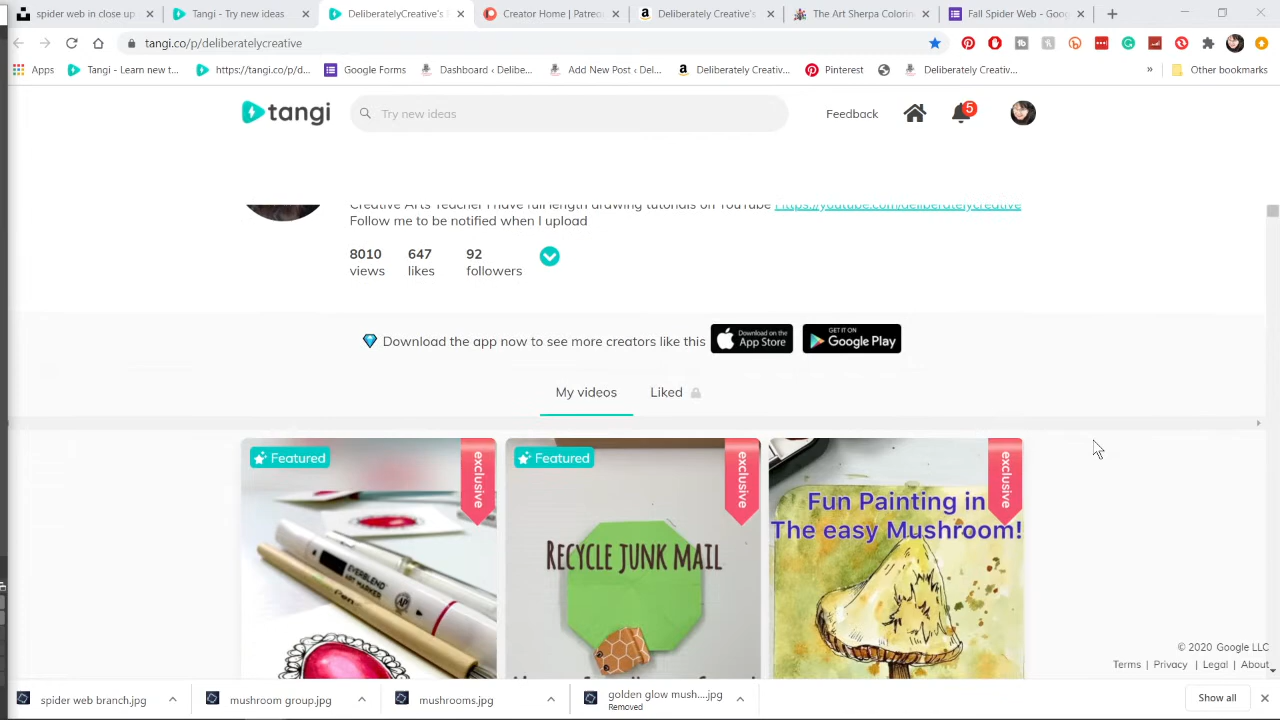 spider web in close up
Tangi - Try new ideas
DeliberatelyCreative's
Creator Home | Patreo
Deliberately Creative's
The Art Sherpa Colorin
Fall Spider Web - Goog
tangi.co/p/deliberatelycreative
Apps
Tangi - Learn new t...
https://tangi.co/p/d...
Google Forms
Dashboard ‹ Delibe...
Add New Post ‹ Del...
Deliberately Creativ...
Pinterest
Deliberately Creativ...
»
Other bookmarks
tangi
Try new ideas
Feedback
5
Creative Arts Teacher I have full length drawing tutorials on YouTube Https://youtube.com/deliberatelycreative
Follow me to be notified when I upload
8010 647 92
views likes followers
Download the app now to see more creators like this
Download on the
App Store
GET IT ON
Google Play
My videos Liked
Featured
exclusive
EVERBLEND
ART MARKER
Featured
exclusive
RECYCLE JUNK MAIL
exclusive
Fun Painting in
The easy Mushroom!
© 2020 Google LLC
Terms | Privacy | Legal | About
spider web branch.jpg
mushroom group.jpg
mushrooms.jpg
golden glow mush....jpg
Removed
Show all